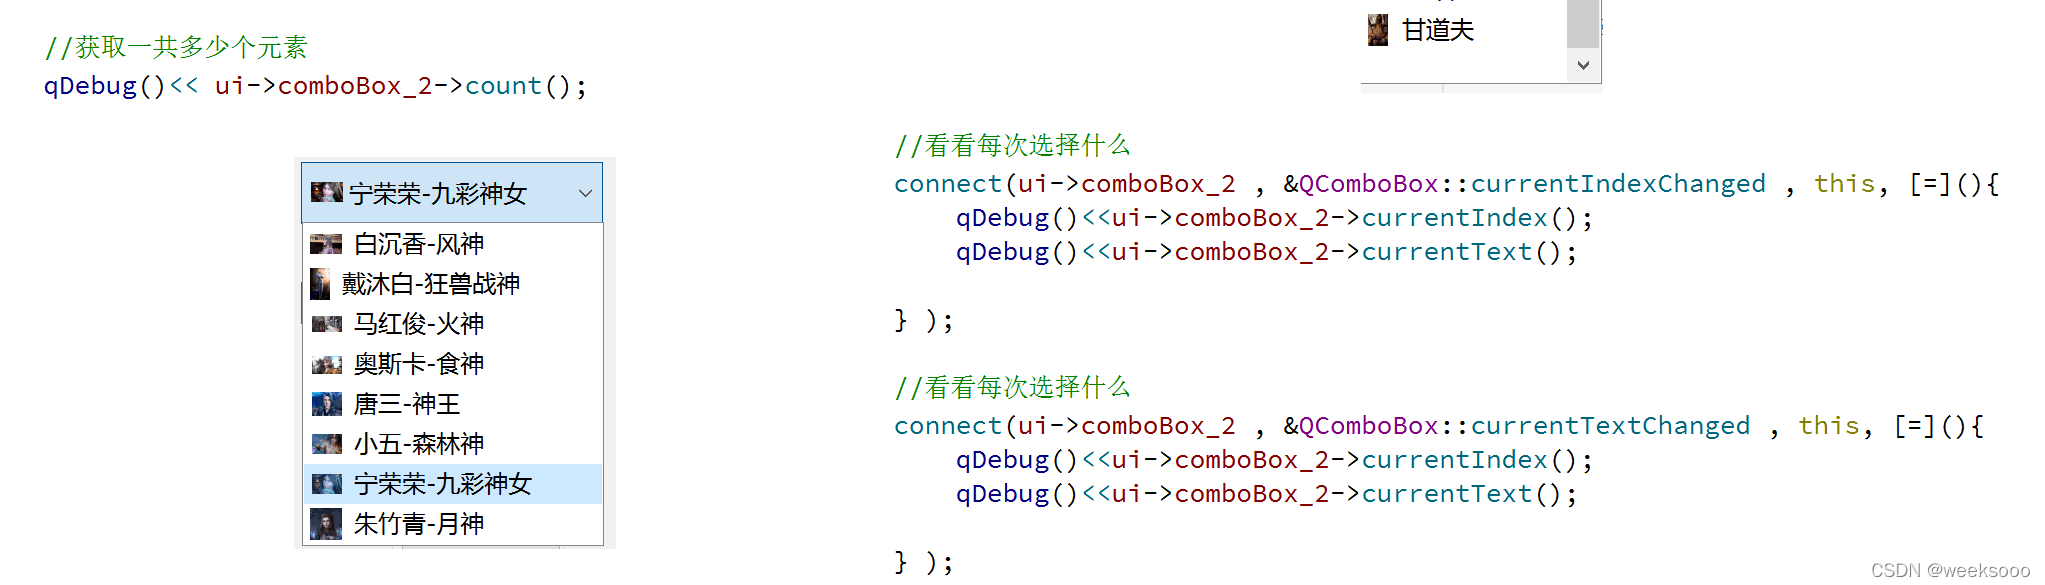 //获取一共多少个元素
qDebug()<< ui->comboBox_2->count();
宁荣荣-九彩神女
白沉香-风神
戴沐白-狂兽战神
马红俊-火神
奥斯卡-食神
唐三-神王
小五-森林神
宁荣荣-九彩神女
朱竹青-月神
甘道夫
//看看每次选择什么
connect(ui->comboBox_2 , &QComboBox::currentIndexChanged , this, [=](){
    qDebug()<<ui->comboBox_2->currentIndex();
    qDebug()<<ui->comboBox_2->currentText();
} );
//看看每次选择什么
connect(ui->comboBox_2 , &QComboBox::currentTextChanged , this, [=](){
    qDebug()<<ui->comboBox_2->currentIndex();
    qDebug()<<ui->comboBox_2->currentText();
} );
CSDN @weeksooo